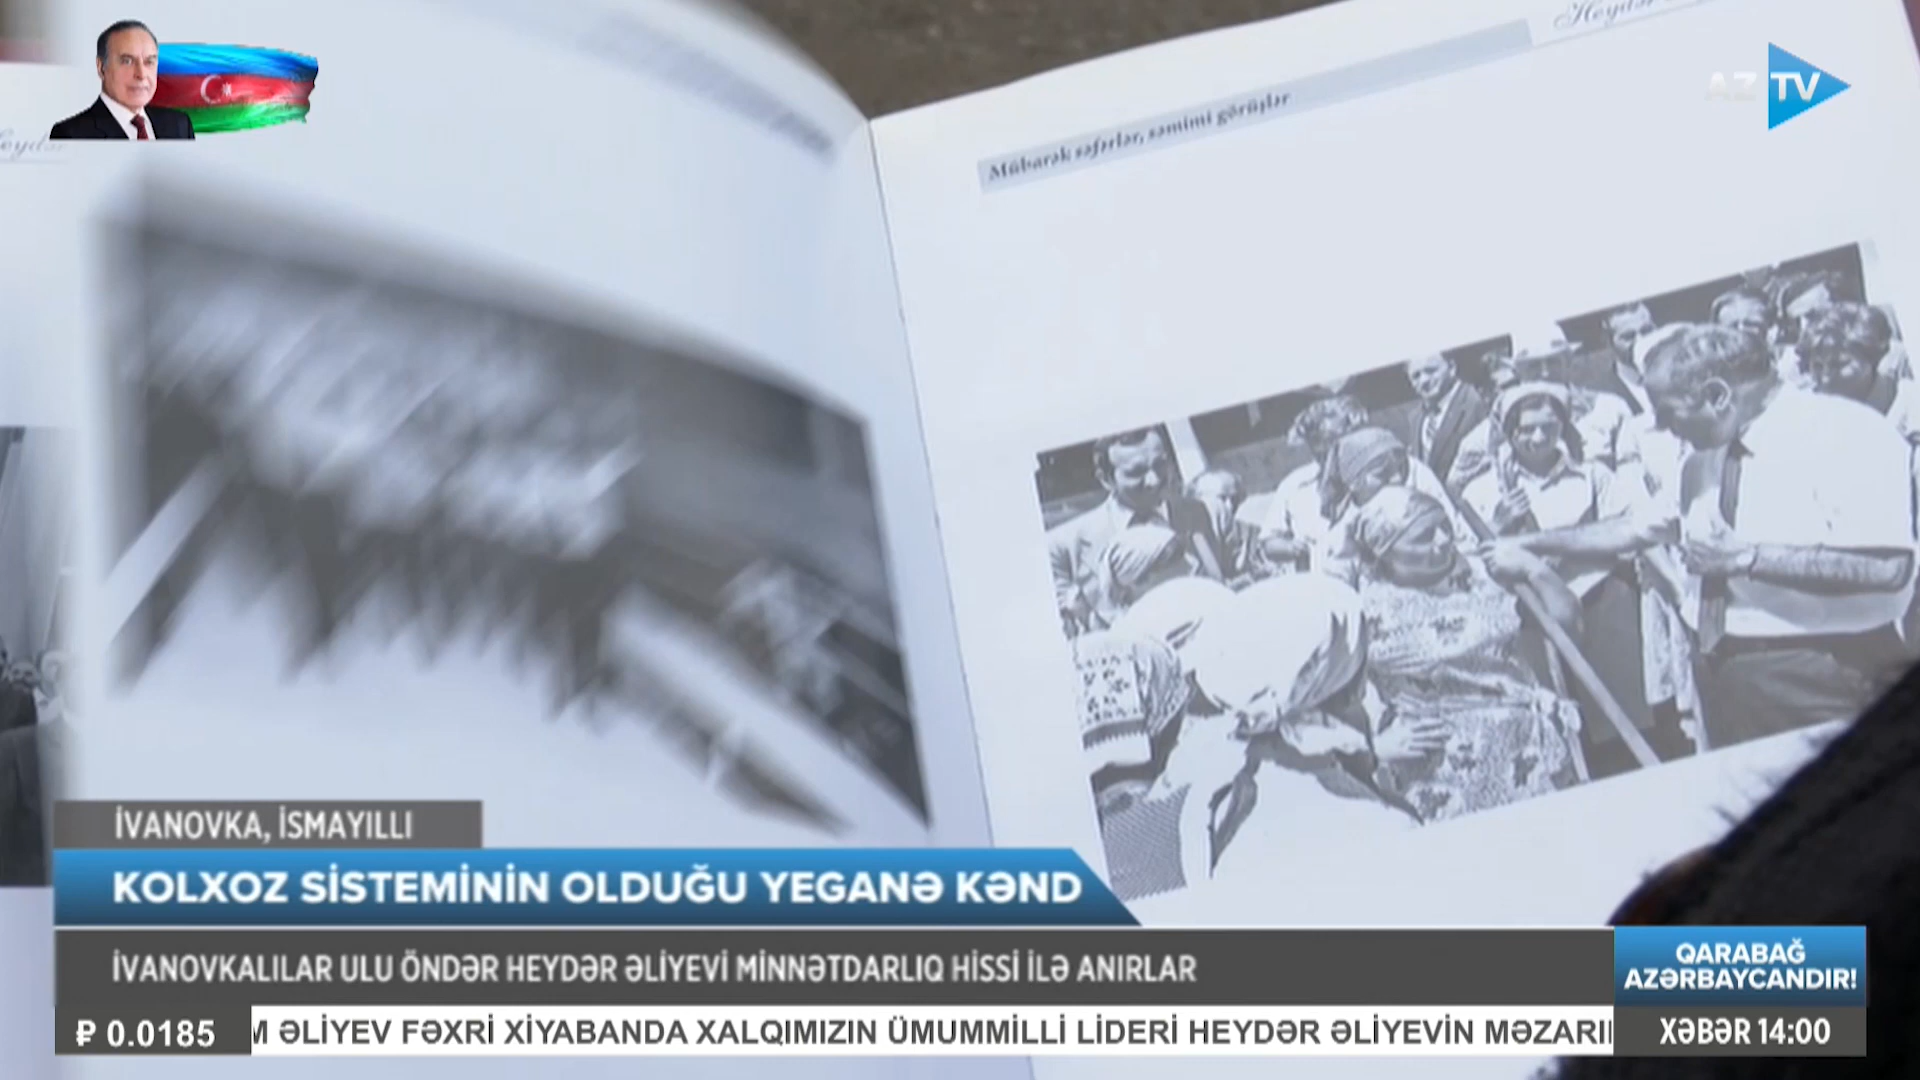 AZTV
Mübarək səfərlər, səmimi görüşlər
İVANOVKA, İSMAYILLI
KOLXOZ SİSTEMİNİN OLDUĞU YEGANƏ KƏND
İVANOVKALILAR ULU ÖNDƏR HEYDƏR ƏLİYEVİ MİNNƏTDARLIQ HİSSİ İLƏ ANIRLAR
QARABAĞ
AZƏRBAYCANDIR!
₽ 0.0185
M ƏLİYEV FƏXRİ XİYABANDA XALQIMIZIN ÜMUMMİLLİ LİDERİ HEYDƏR ƏLİYEVİN MƏZARI
XƏBƏR 14:00